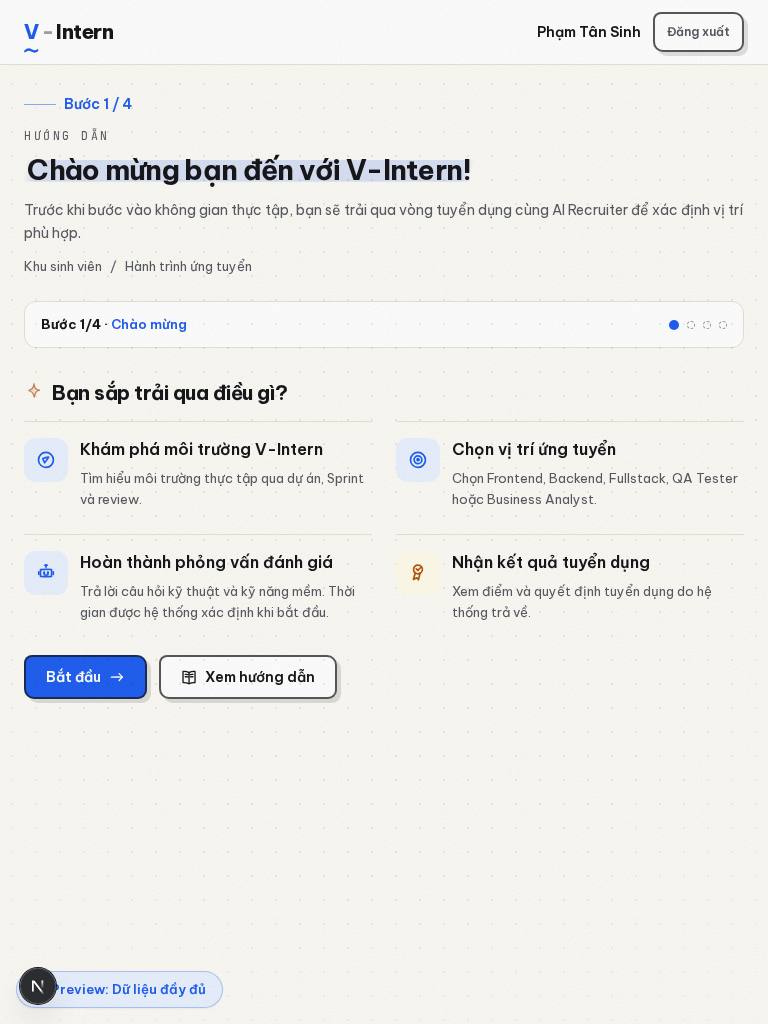 V - Intern
Phạm Tân Sinh
Đăng xuất
Bước 1 / 4
HƯỚNG DẪN
Chào mừng bạn đến với V-Intern!
Trước khi bước vào không gian thực tập, bạn sẽ trải qua vòng tuyển dụng cùng AI Recruiter để xác định vị trí
phù hợp.
Khu sinh viên / Hành trình ứng tuyển
Bước 1/4 · Chào mừng
Bạn sắp trải qua điều gì?
Khám phá môi trường V-Intern
Tìm hiểu môi trường thực tập qua dự án, Sprint
và review.
Chọn vị trí ứng tuyển
Chọn Frontend, Backend, Fullstack, QA Tester
hoặc Business Analyst.
Hoàn thành phỏng vấn đánh giá
Trả lời câu hỏi kỹ thuật và kỹ năng mềm. Thời
gian được hệ thống xác định khi bắt đầu.
Nhận kết quả tuyển dụng
Xem điểm và quyết định tuyển dụng do hệ
thống trả về.
Bắt đầu →
Xem hướng dẫn
N
Preview: Dữ liệu đầy đủ